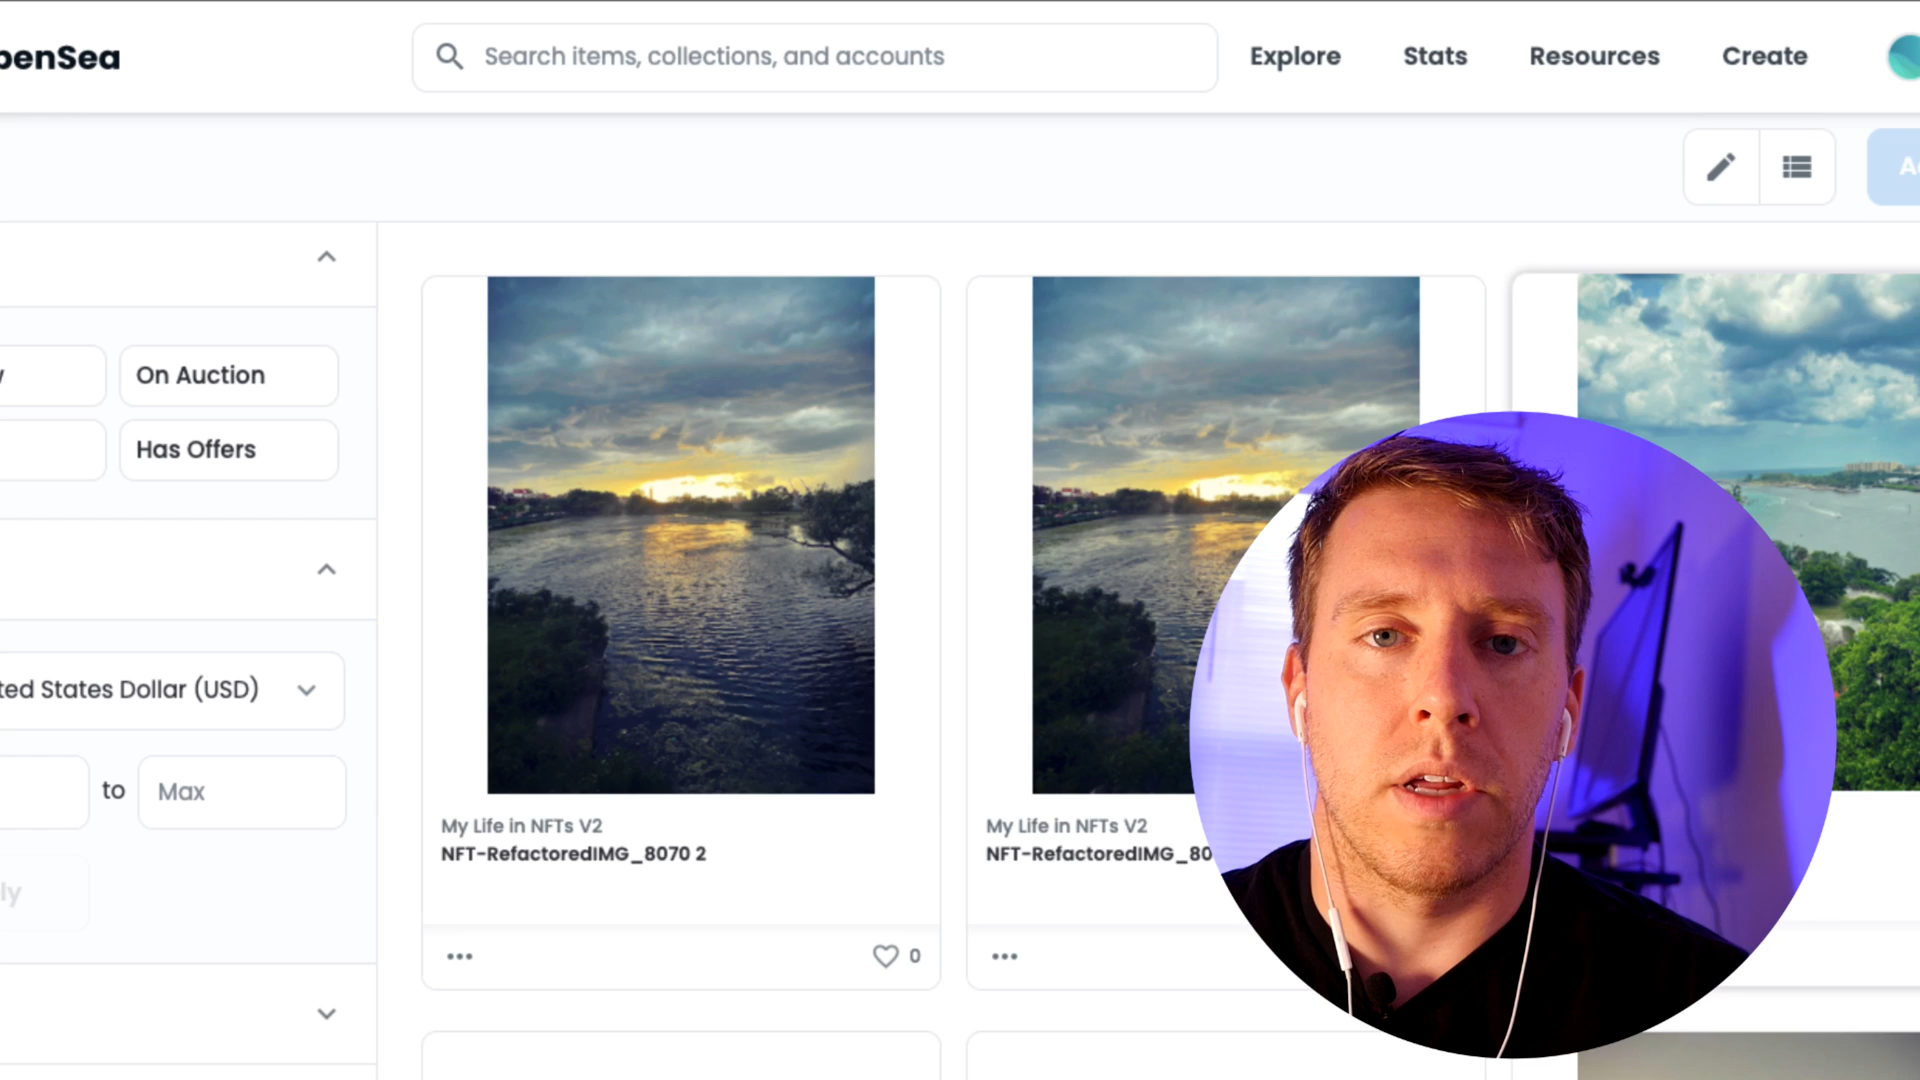 penSea
Search items, collections, and accounts
Explore
Stats
Resources
Create
On Auction
Has Offers
ted States Dollar (USD)
to
Max
ly
My Life in NFTs V2
NFT-RefactoredIMG_8070 2
0
My Life in NFTs V2
NFT-RefactoredIMG_80